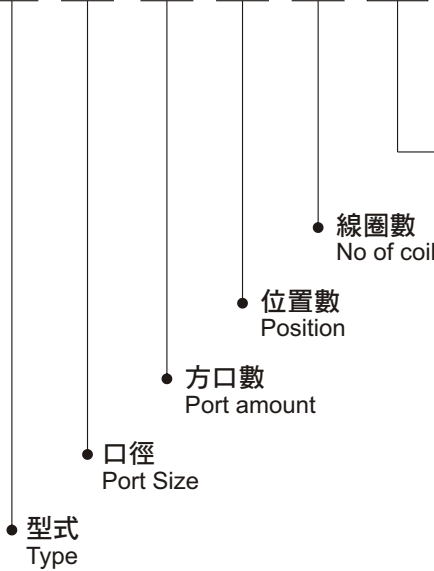 線圈數
No of coil
位置數
Position
方口數
Port amount
口徑
Port Size
型式
Type